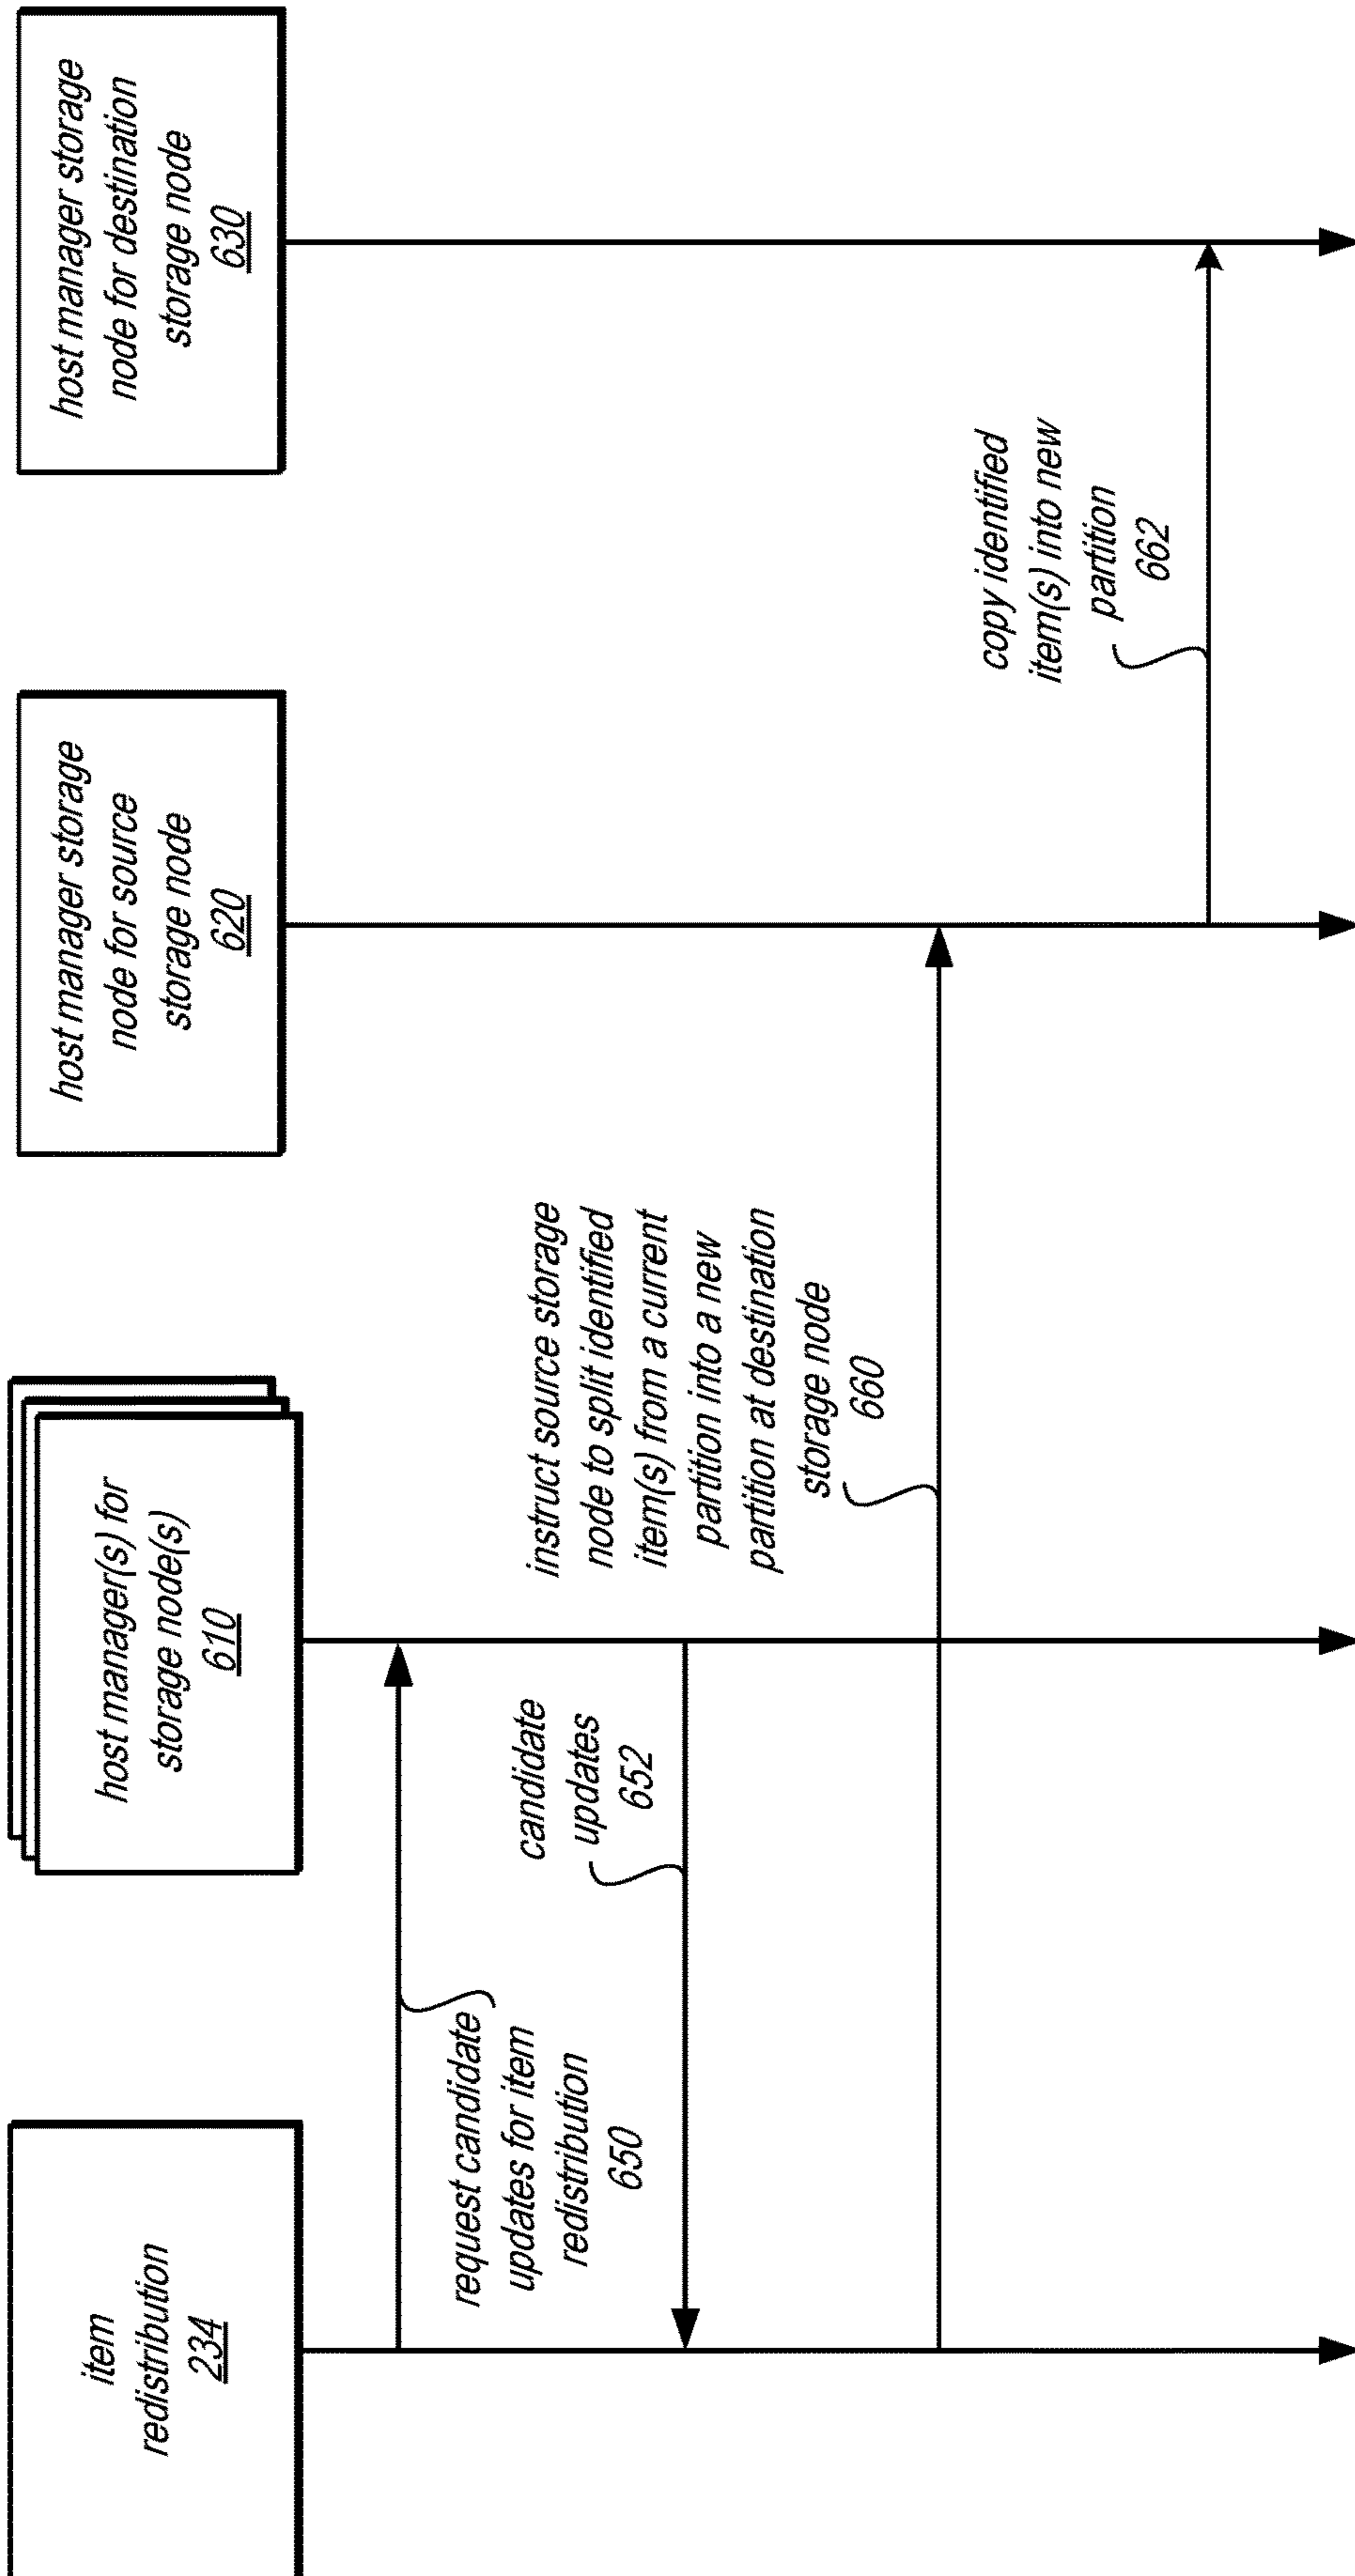 item
redistribution
234
host manager(s) for
storage node(s)
610
host manager storage
node for source
storage node
620
host manager storage
node for destination
storage node
630
request candidate
updates for item
redistribution
650
candidate
updates
652
instruct source storage
node to split identified
item(s) from a current
partition into a new
partition at destination
storage node
660
copy identified
item(s) into new
partition
662